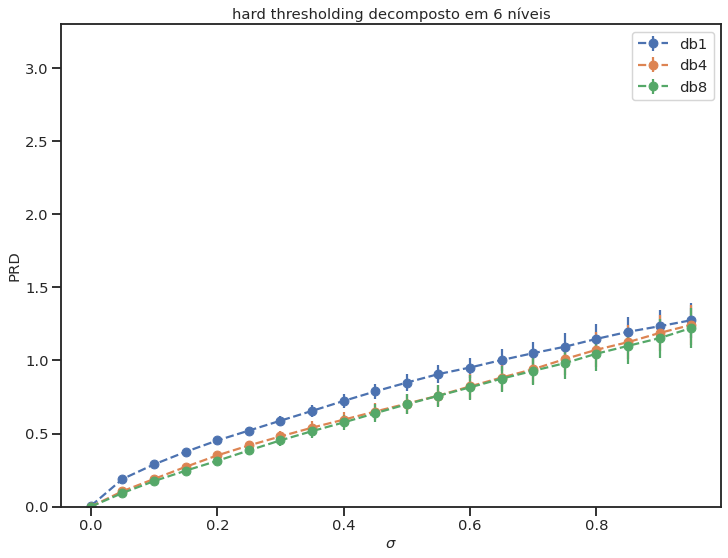 hard thresholding decomposto em 6 níveis
db1
db4
db8
PRD
3.0
2.5
2.0
1.5
1.0
0.5
0.0
0.0 0.2 0.4 0.6 0.8
σ